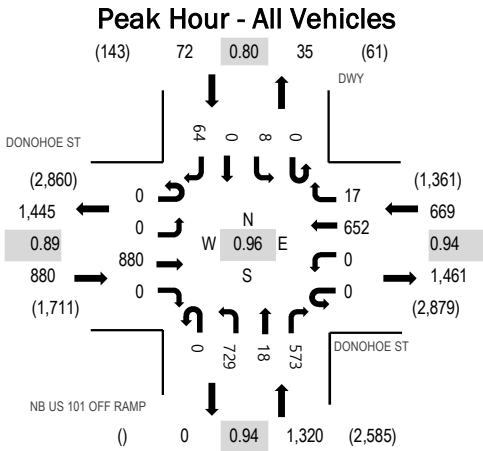 Peak Hour - All Vehicles
(143) 72 0.80 35 (61)
DWY
64 0 8 0
DONOHOE ST
(2,860) 0 17 (1,361)
1,445 0 N 652 669
0.89 W 0.96 E 0.94
880 880 S 0 1,461
(1,711) 0 0 (2,879)
0 729 18 573
DONOHOE ST
NB US 101 OFF RAMP
() 0 0.94 1,320 (2,585)